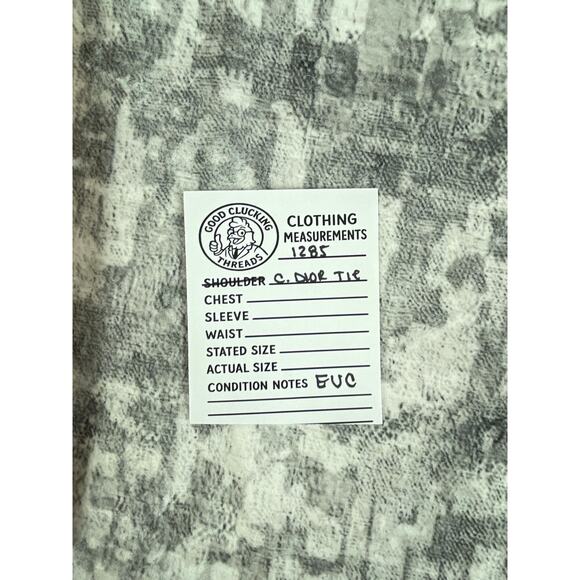 GOOD CLUCKING
THREADS
CLOTHING
MEASUREMENTS
1285
SHOULDER C. DIOR TIE
CHEST
SLEEVE
WAIST
STATED SIZE
ACTUAL SIZE
CONDITION NOTES EUC